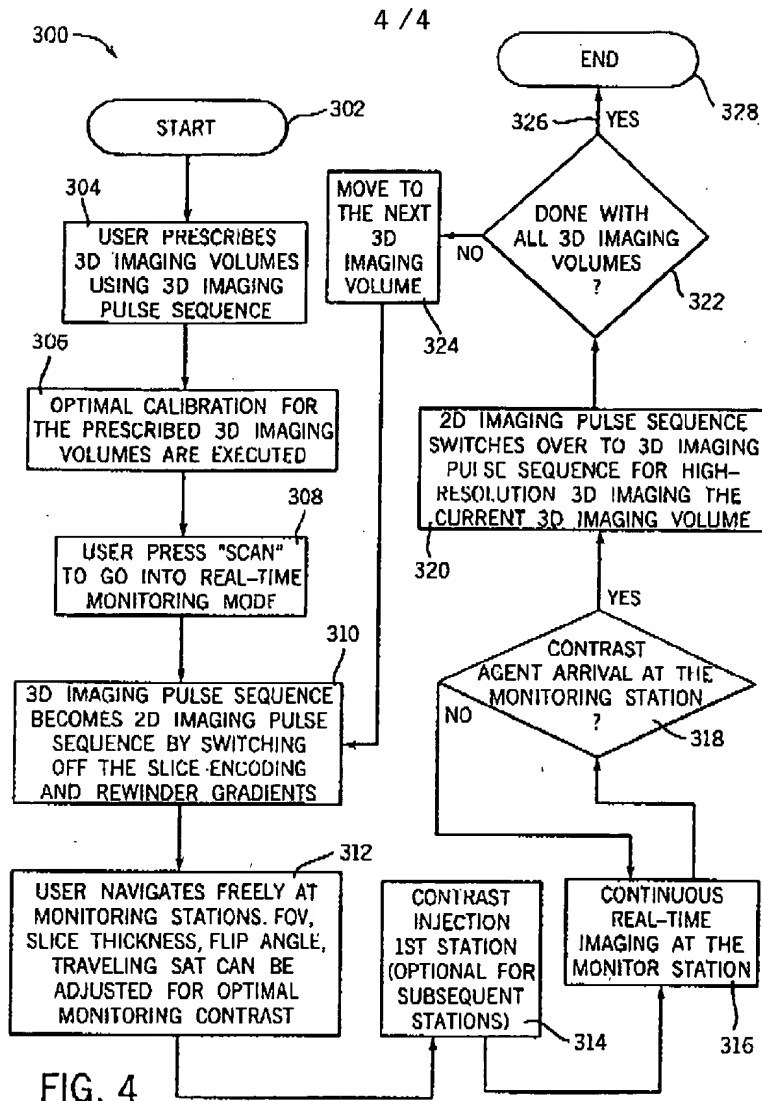 4 / 4
300
START
302
304
USER PRESCRIBES
3D IMAGING VOLUMES
USING 3D IMAGING
PULSE SEQUENCE
306
OPTIMAL CALIBRATION FOR
THE PRESCRIBED 3D IMAGING
VOLUMES ARE EXECUTED
308
USER PRESS "SCAN"
TO GO INTO REAL-TIME
MONITORING MODE
310
3D IMAGING PULSE SEQUENCE
BECOMES 2D IMAGING PULSE
SEQUENCE BY SWITCHING
OFF THE SLICE-ENCODING
AND REWINDER GRADIENTS
312
USER NAVIGATES FREELY AT
MONITORING STATIONS. FOV,
SLICE THICKNESS, FLIP ANGLE,
TRAVELING SAT CAN BE
ADJUSTED FOR OPTIMAL
MONITORING CONTRAST
CONTRAST
INJECTION
1ST STATION
(OPTIONAL FOR
SUBSEQUENT
STATIONS)
314
CONTINUOUS
REAL-TIME
IMAGING AT THE
MONITOR STATION
316
CONTRAST
AGENT ARRIVAL AT THE
MONITORING STATION
?
318
NO
YES
2D IMAGING PULSE SEQUENCE
SWITCHES OVER TO 3D IMAGING
PULSE SEQUENCE FOR HIGH-
RESOLUTION 3D IMAGING THE
CURRENT 3D IMAGING VOLUME
320
DONE WITH
ALL 3D IMAGING
VOLUMES
?
322
NO
MOVE TO
THE NEXT
3D
IMAGING
VOLUME
324
326
YES
END
328
FIG. 4